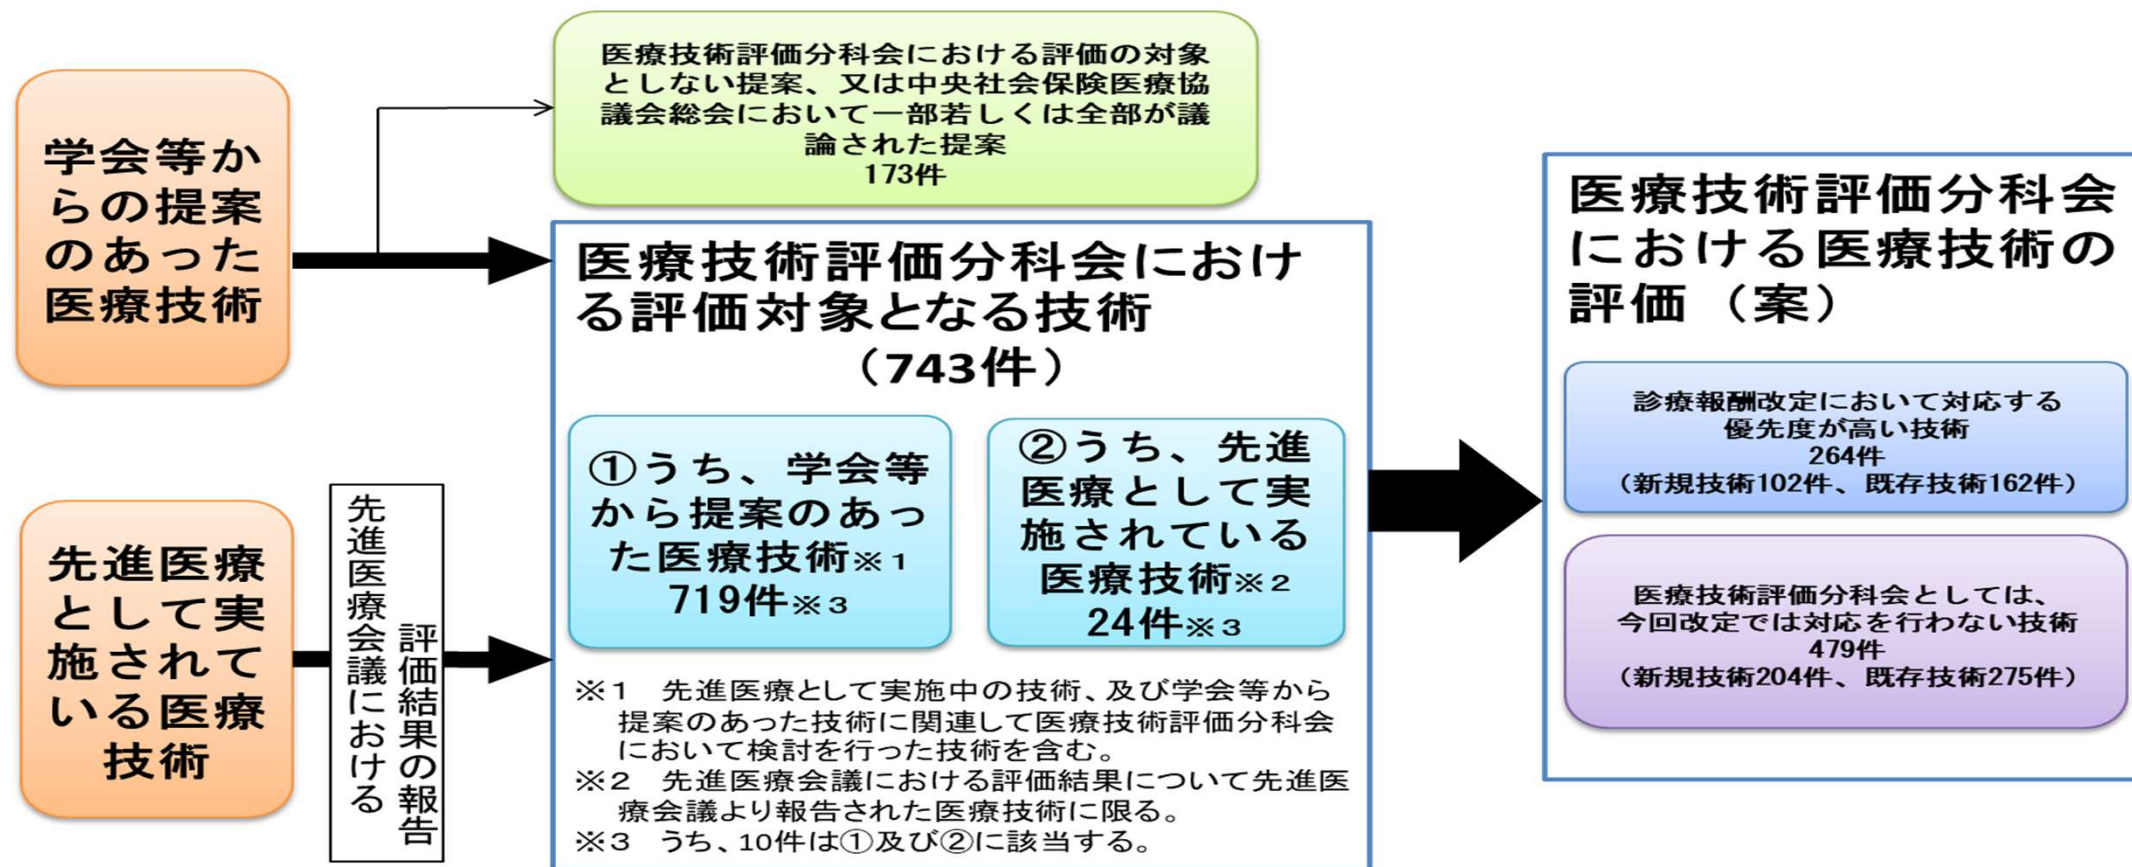 学会等か
らの提案
のあった
医療技術
医療技術評価分科会における評価の対象
としない提案、又は中央社会保険医療協
議会総会において一部若しくは全部が議
論された提案
173件
先進医療
として実
施されて
いる医療
技術
先進医療会議における
評価結果の報告
医療技術評価分科会におけ
る評価対象となる技術
（743件）
①うち、学会等
から提案のあっ
た医療技術※1
719件※3
②うち、先進
医療として実
施されている
医療技術※2
24件※3
※1　先進医療として実施中の技術、及び学会等から
提案のあった技術に関連して医療技術評価分科会
において検討を行った技術を含む。
※2　先進医療会議における評価結果について先進医
療会議より報告された医療技術に限る。
※3　うち、10件は①及び②に該当する。
医療技術評価分科会
における医療技術の
評価（案）
診療報酬改定において対応する
優先度が高い技術
264件
（新規技術102件、既存技術162件）
医療技術評価分科会としては、
今回改定では対応を行わない技術
479件
（新規技術204件、既存技術275件）